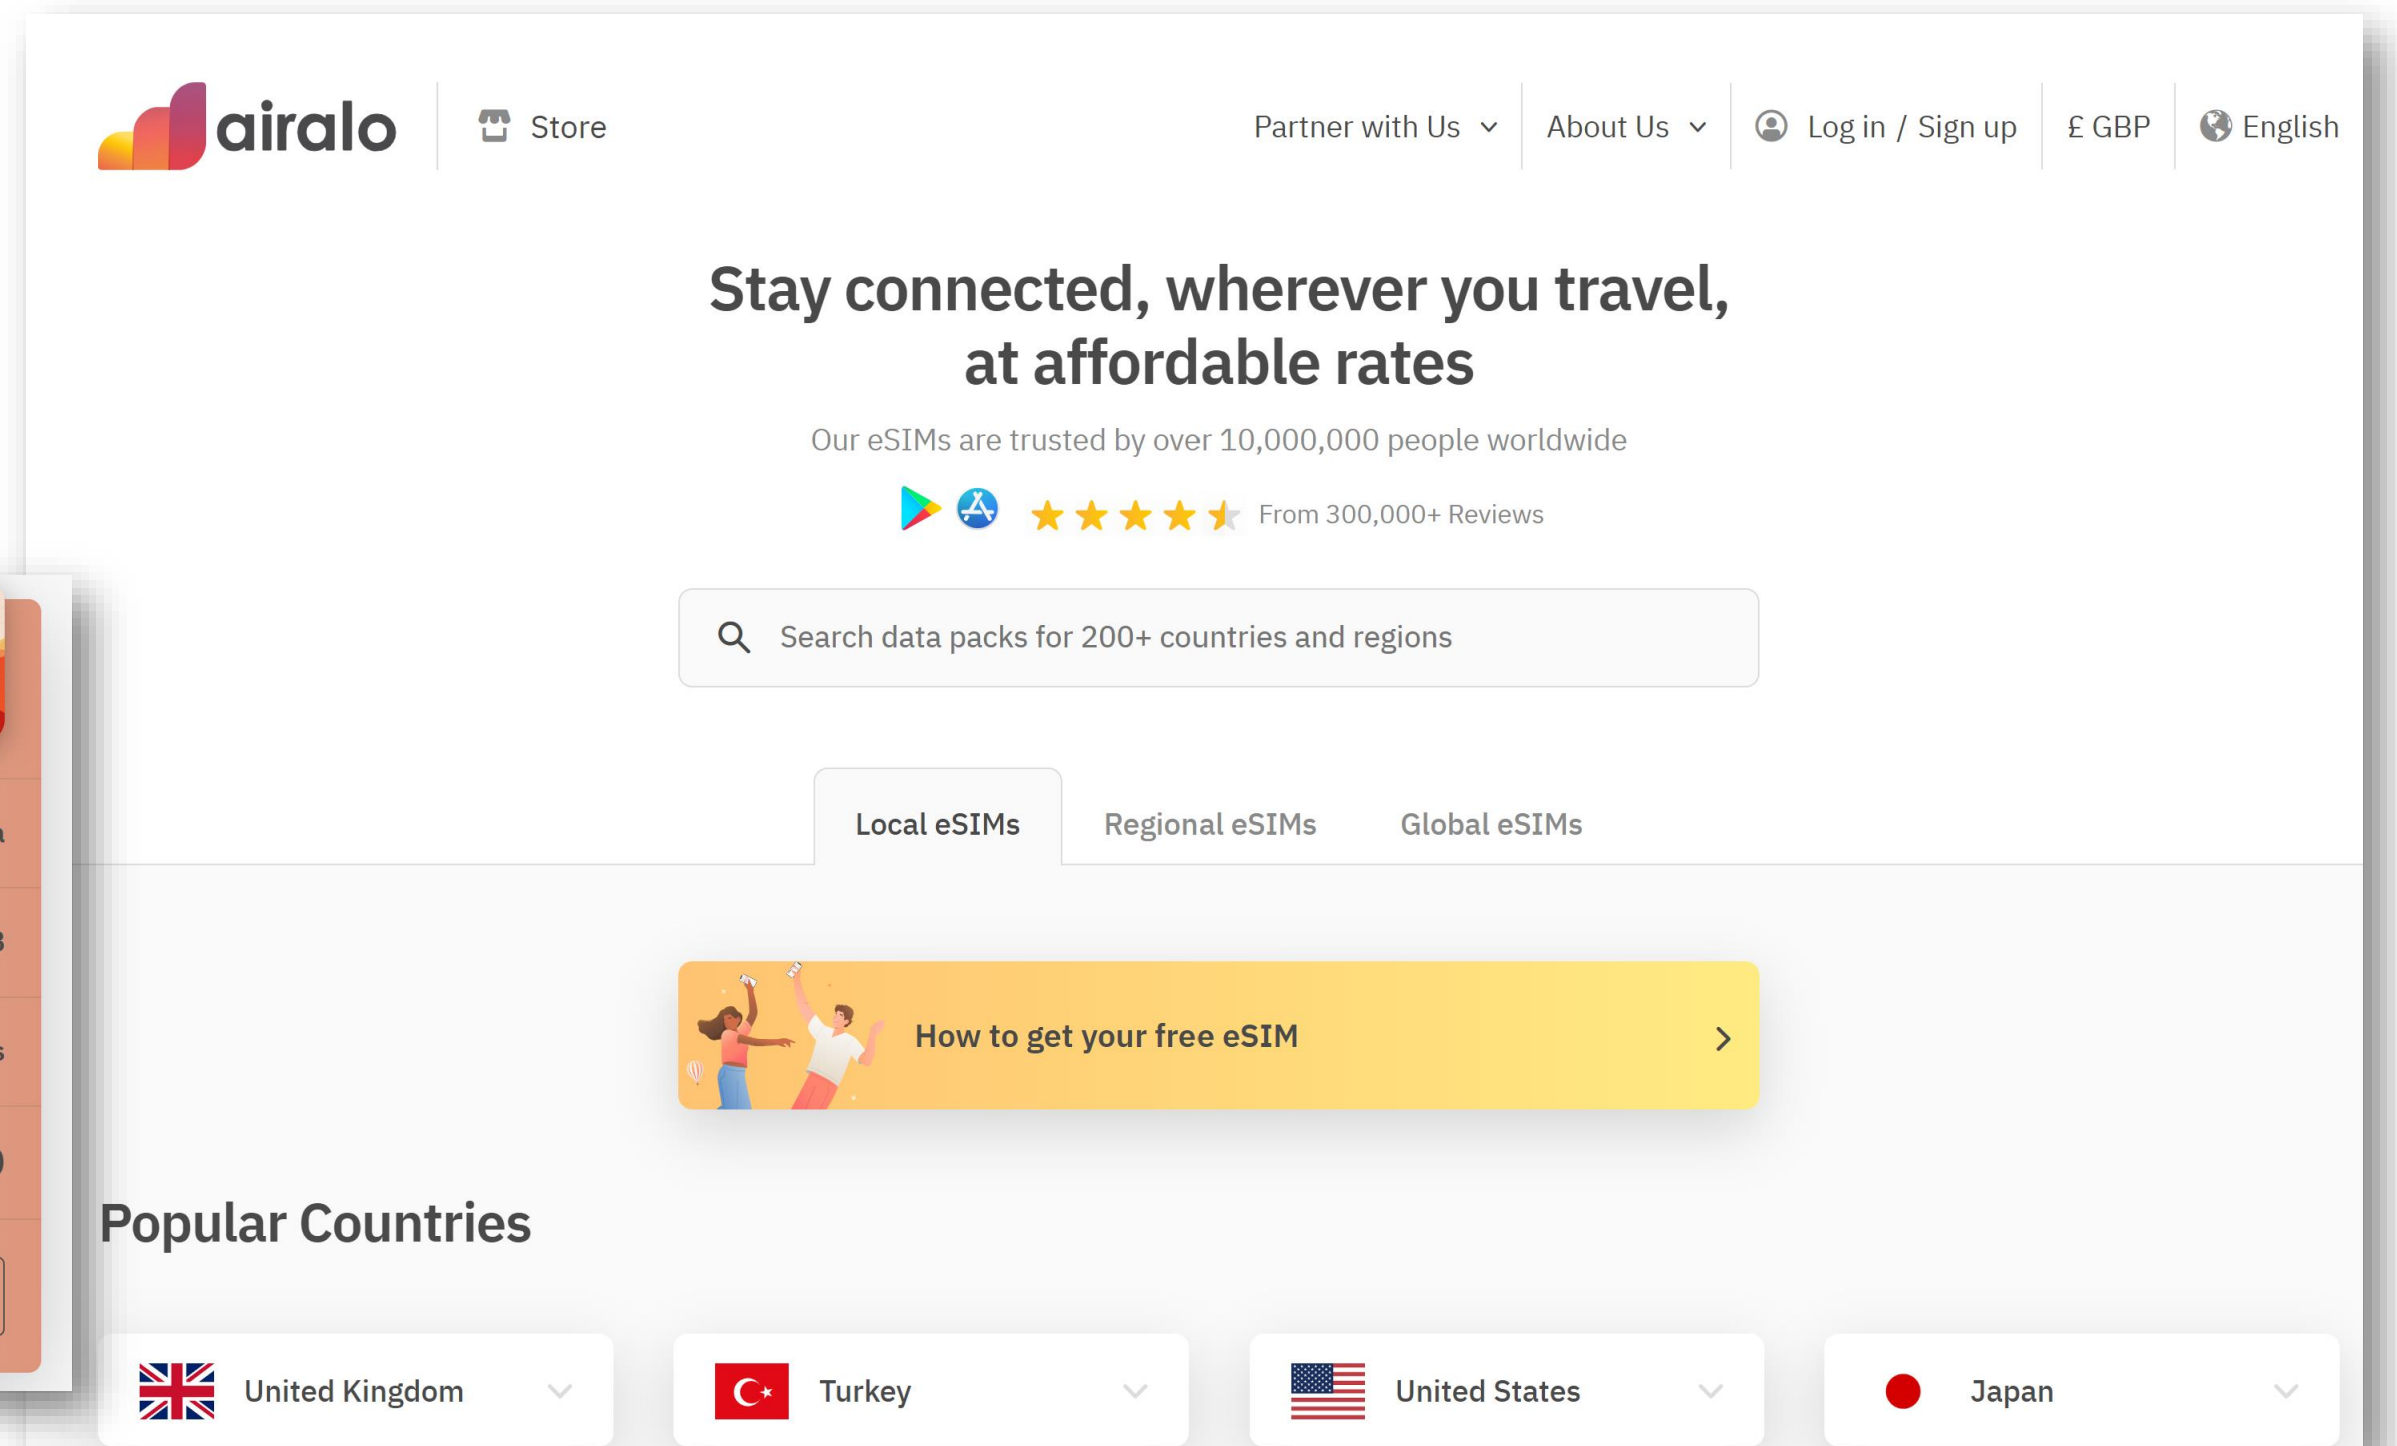 airalo
Store
Partner with Us
About Us
Log in / Sign up
£ GBP
English
Stay connected, wherever you travel,
at affordable rates
Our eSIMs are trusted by over 10,000,000 people worldwide
From 300,000+ Reviews
Search data packs for 200+ countries and regions
Local eSIMs
Regional eSIMs
Global eSIMs
How to get your free eSIM
Popular Countries
United Kingdom
Turkey
United States
Japan